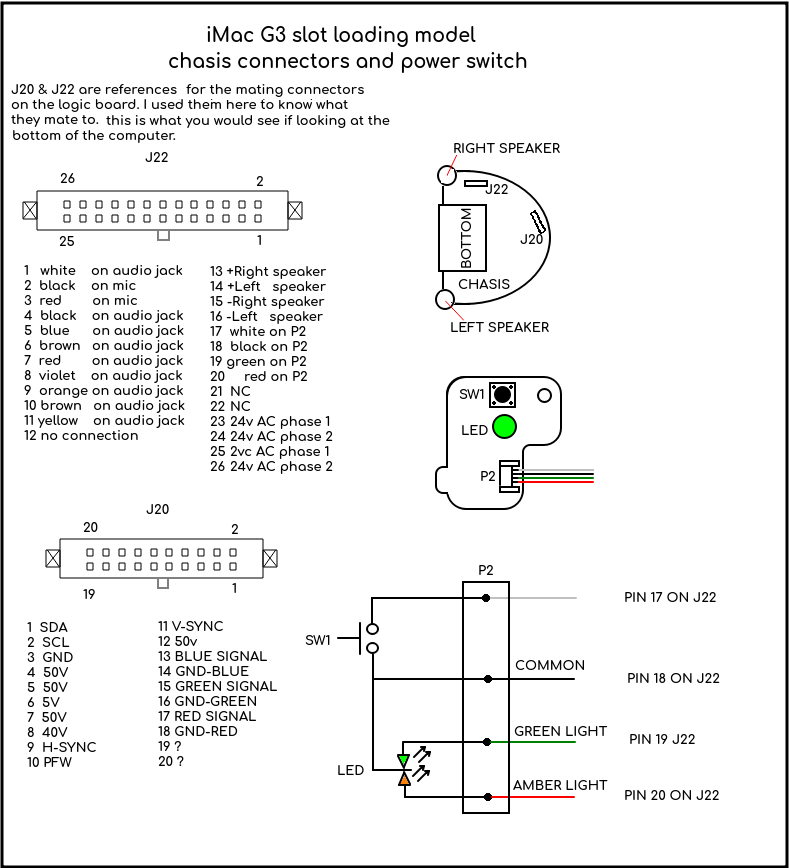 iMac G3 slot loading model
chasis connectors and power switch
J20 & J22 are references for the mating connectors
on the logic board. I used them here to know what
they mate to. this is what you would see if looking at the
bottom of the computer.
J22
26 2
25 1
1 white on audio jack
2 black on mic
3 red on mic
4 black on audio jack
5 blue on audio jack
6 brown on audio jack
7 red on audio jack
8 violet on audio jack
9 orange on audio jack
10 brown on audio jack
11 yellow on audio jack
12 no connection
13 +Right speaker
14 +Left speaker
15 -Right speaker
16 -Left speaker
17 white on P2
18 black on P2
19 green on P2
20 red on P2
21 NC
22 NC
23 24v AC phase 1
24 24v AC phase 2
25 2vc AC phase 1
26 24v AC phase 2
RIGHT SPEAKER
J22
J20
BOTTOM
CHASIS
LEFT SPEAKER
SW1
LED
P2
J20
20 2
19 1
1 SDA
2 SCL
3 GND
4 50V
5 50V
6 5V
7 50V
8 40V
9 H-SYNC
10 PFW
11 V-SYNC
12 50v
13 BLUE SIGNAL
14 GND-BLUE
15 GREEN SIGNAL
16 GND-GREEN
17 RED SIGNAL
18 GND-RED
19 ?
20 ?
P2
PIN 17 ON J22
SW1
COMMON
PIN 18 ON J22
GREEN LIGHT
PIN 19 J22
LED
AMBER LIGHT
PIN 20 ON J22